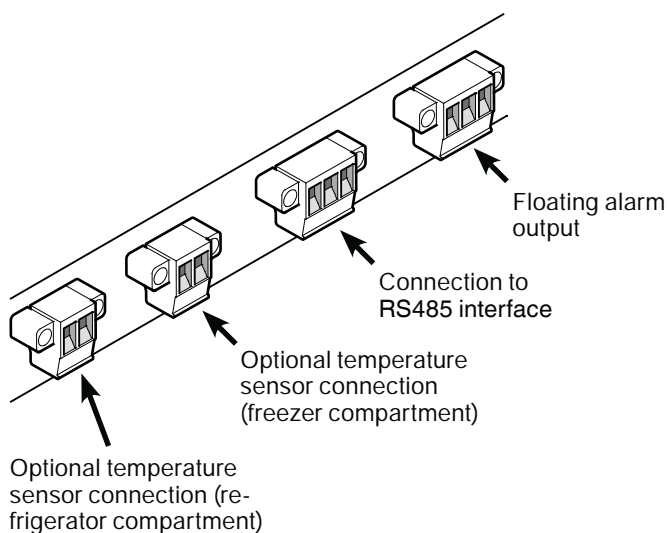 Floating alarm
output
Connection to
RS485 interface
Optional temperature
sensor connection
(freezer compartment)
Optional temperature
sensor connection (re-
frigerator compartment)